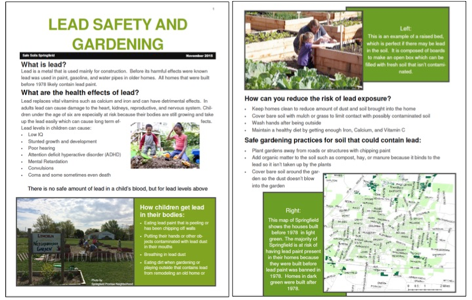 LEAD SAFETY AND
GARDENING
Safe Soils Springfield
November 2015
What is lead?
Lead is a metal that is used mainly for construction. Before its harmful effects were known
lead was used in paint, gasoline, and water pipes in older homes. All homes that were built
before 1978 likely contain lead paint.
What are the health effects of lead?
Lead replaces vital vitamins such as calcium and iron and can have detrimental effects. In
adults lead can cause damage to the heart, kidneys, reproductive, and nervous system. Chil-
dren under the age of six are especially at risk because their bodies are still growing and take
up the lead easily which can cause long term ef- fects.
Lead levels in children can cause:
• Low IQ
• Stunted growth and development
• Poor hearing
• Attention deficit hyperactive disorder (ADHD)
• Mental Retardation
• Convulsions
• Coma and sometimes even death
There is no safe amount of lead in a child's blood, but for lead levels above
How children get lead
in their bodies:
• Eating lead paint that is peeling or
has been chipping off walls
• Putting their hands or other ob-
jects contaminated with lead dust
in their mouths
• Breathing in lead dust
• Eating dirt when gardening or
playing outside that contains lead
from remodeling an old home or
Left:
This is an example of a raised bed,
which is perfect if there may be lead
in the soil. It is composed of boards
to make an open box which can be
filled with fresh soil that isn't contami-
nated.
How can you reduce the risk of lead exposure?
• Keep homes clean to reduce amount of dust and soil brought into the home
• Cover bare soil with mulch or grass to limit contact with possibly contaminated soil
• Wash hands after being outside
• Maintain a healthy diet by getting enough Iron, Calcium, and Vitamin C
Safe gardening practices for soil that could contain lead:
• Plant gardens away from roads or structures with chipping paint
• Add organic matter to the soil such as compost, hay, or manure because it binds to the
lead so it isn't taken up by the plants
• Cover bare soil around the gar-
den so the dust doesn't blow
into the garden
Right:
This map of Springfield
shows the houses built
before 1978 in light
green. The majority of
Springfield is at risk of
having lead present in
their homes because
they were built before
lead paint was banned in
1978. Homes in dark
green were built after
1978.